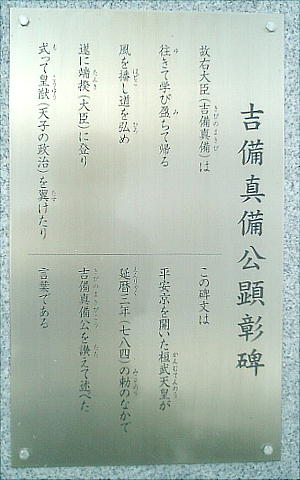 吉備真備公顕彰碑
故右大臣(吉備真備)は
往きて学び盈ちて帰る
風を播し道を弘め
遂に端揆(大臣)に登り
式って皇猷(天子の政治)を翼けたり
この碑文は
平安京を開いた桓武天皇が
延暦三年(七八四)の勅のなかで
吉備真備公を讃えて述べた
言葉である